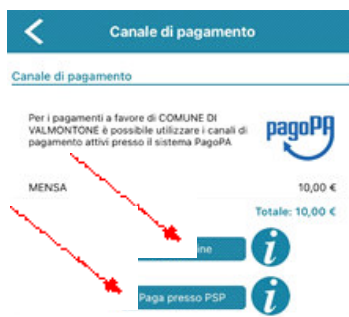 Canale di pagamento
Canale di pagamento
Per i pagamenti a favore di COMUNE DI
VALMONTONE è possibile utilizzare i canali di
pagamento attivi presso il sistema PagoPA
pagoPA
MENSA 10,00 €
Totale: 10,00 €
ine
i
Paga presso PSP
i